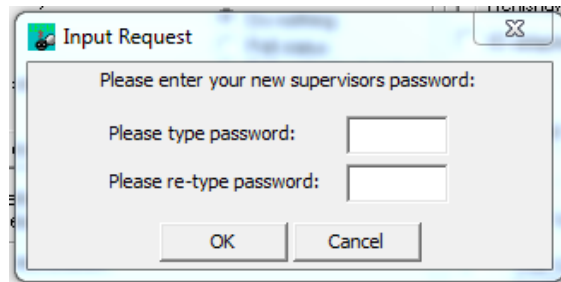 Input Request
Please enter your new supervisors password:
Please type password:
Please re-type password:
OK
Cancel